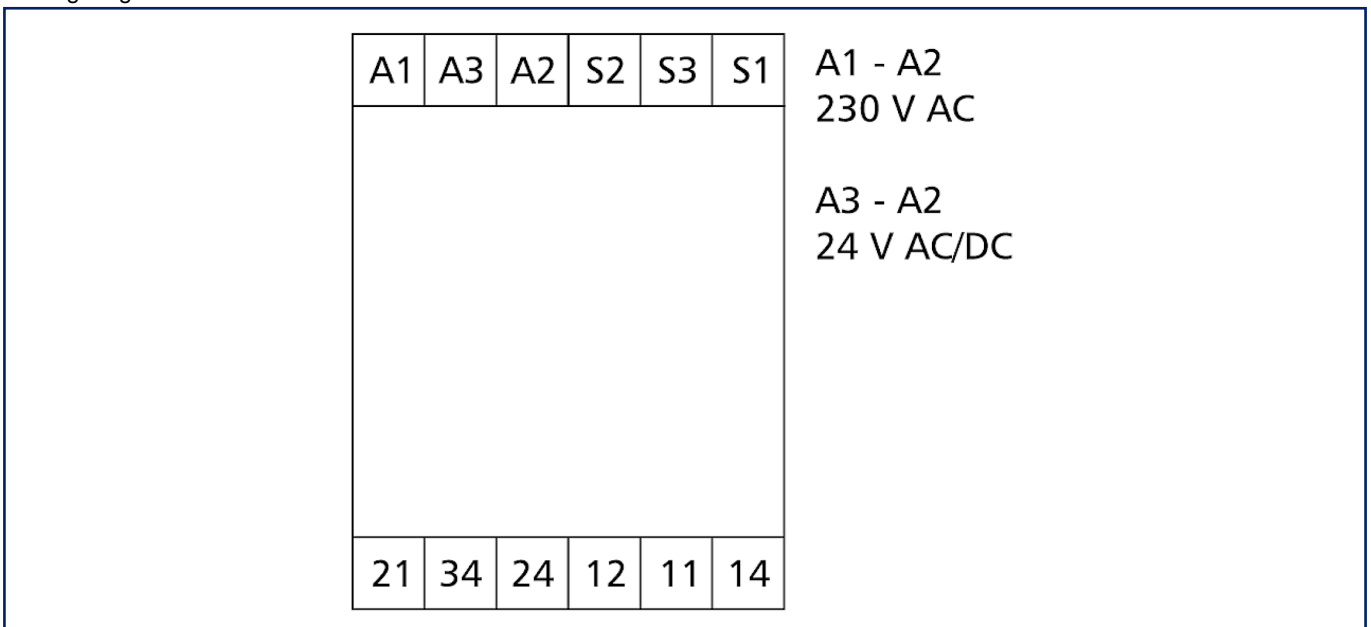 A1 A3 A2 S2 S3 S1
A1 - A2
230 V AC
A3 - A2
24 V AC/DC
21 34 24 12 11 14